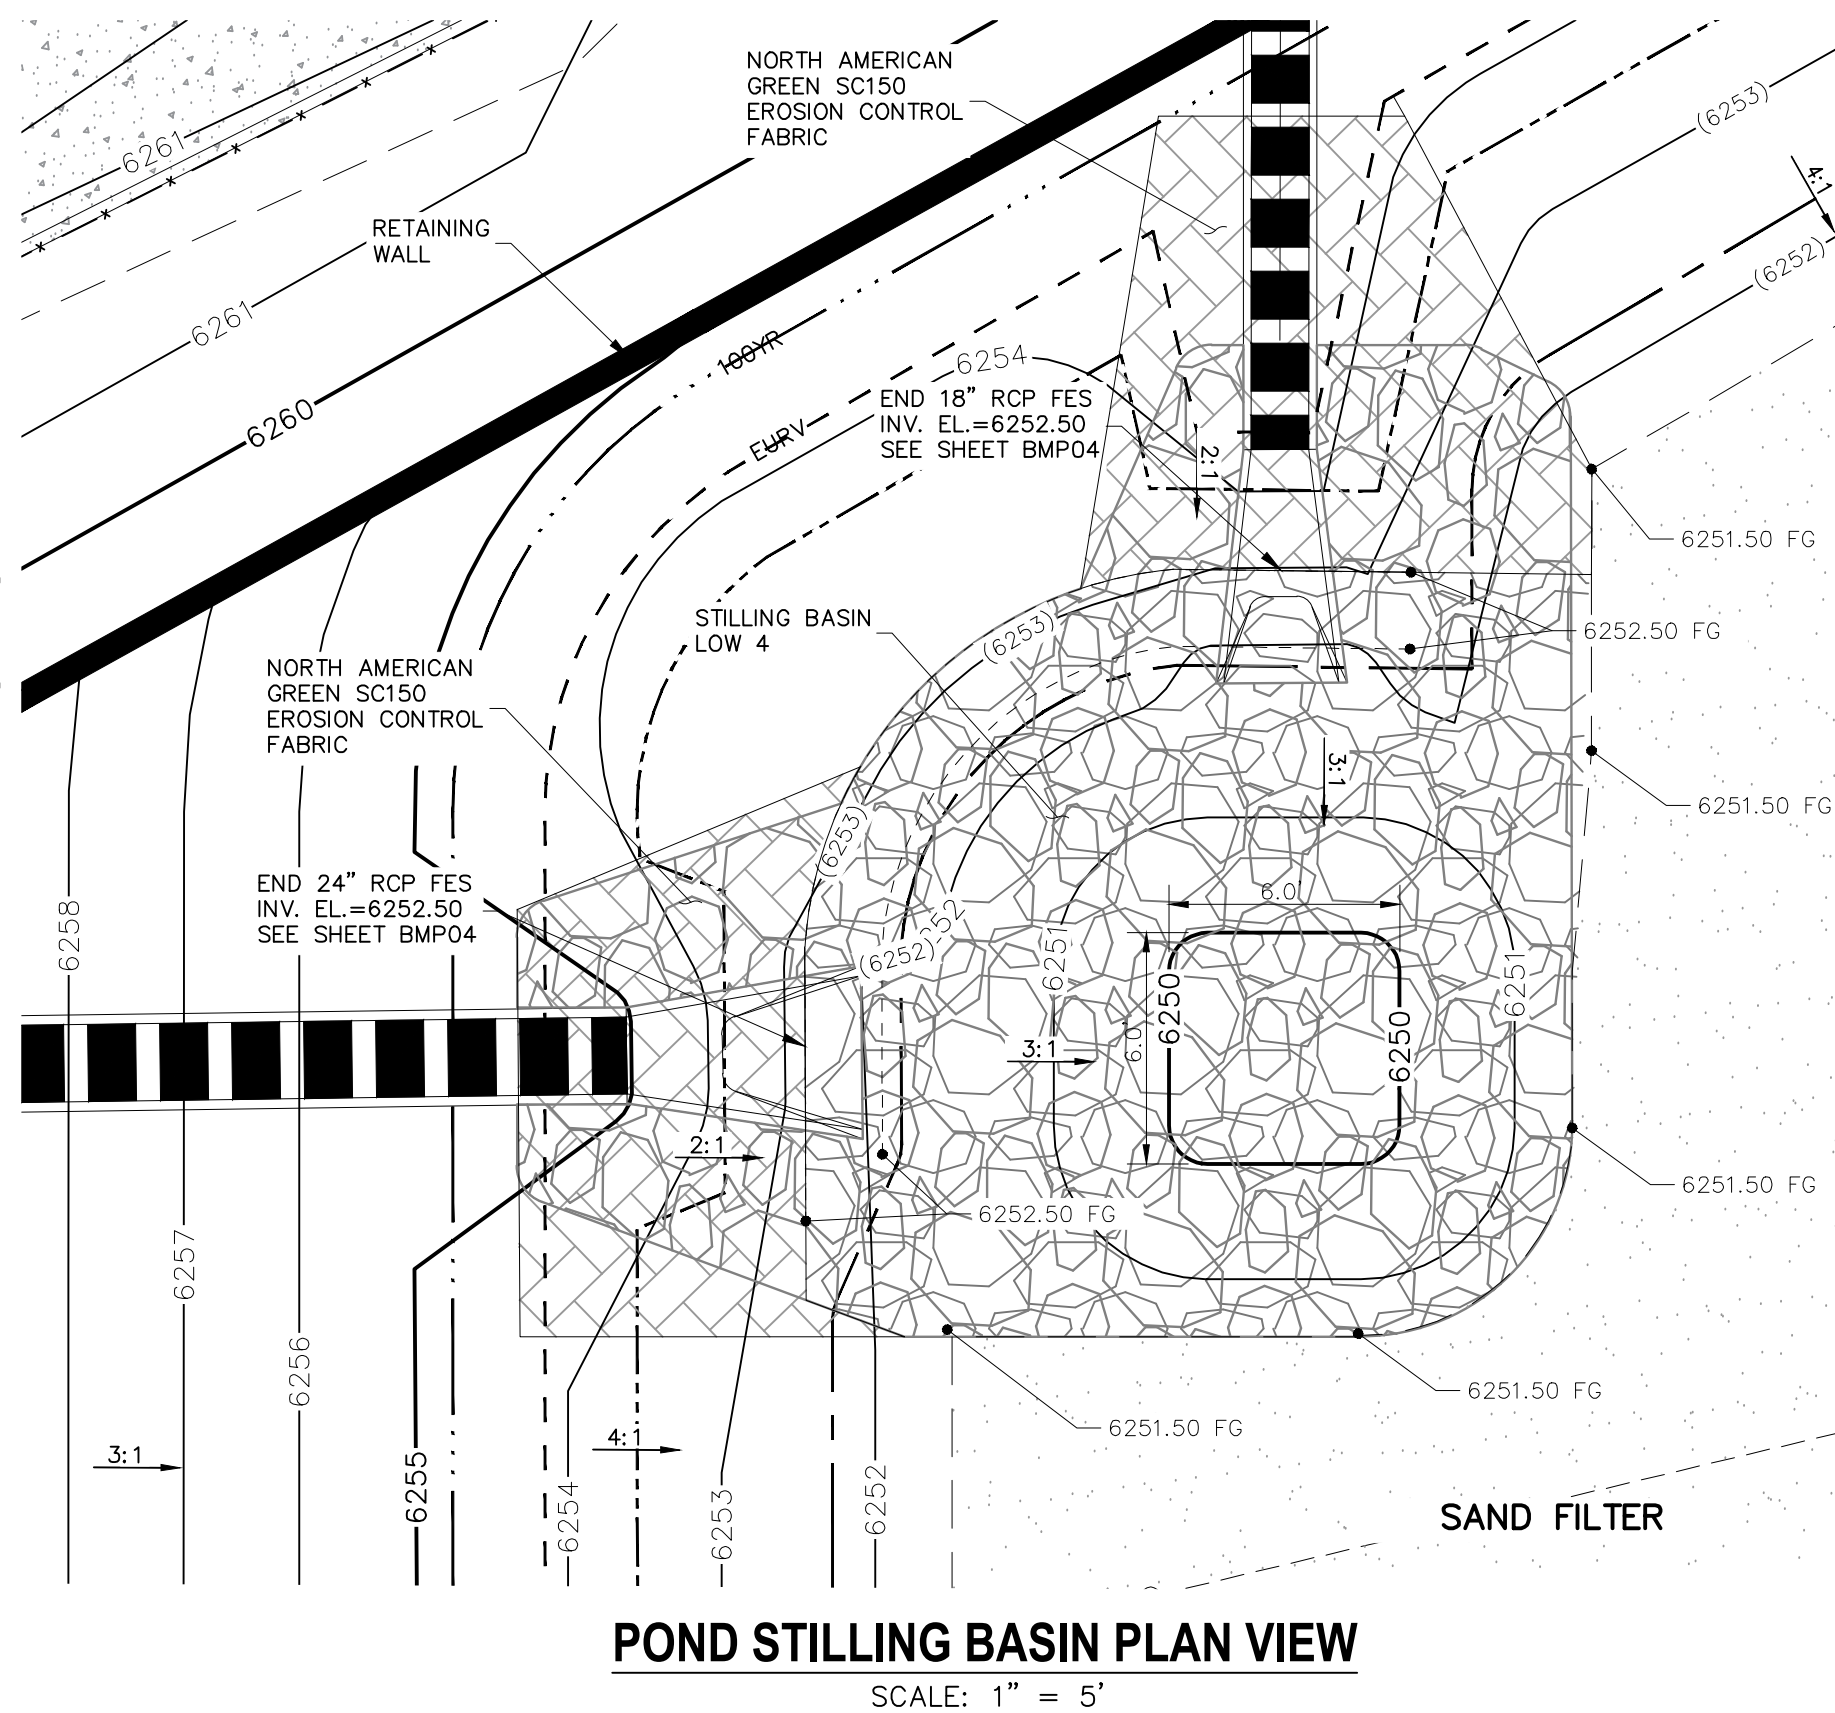 NORTH AMERICAN
GREEN SC150
EROSION CONTROL
FABRIC
(6253)
6261
4:1
RETAINING
WALL
(6252)
6261
100YR
6254
6260
END 18" RCP FES
INV. EL.=6252.50
SEE SHEET BMP04
EURV
2:1
6251.50 FG
STILLING BASIN
LOW 4
(6253)
6252.50 FG
NORTH AMERICAN
GREEN SC150
EROSION CONTROL
FABRIC
3:1
6251.50 FG
(6253)
END 24" RCP FES
INV. EL.=6252.50
SEE SHEET BMP04
6.0'
6258
(6252)
6252
6251
6251
6250
6250
6.0'
3:1
2:1
6251.50 FG
6252.50 FG
6257
6256
6251.50 FG
6251.50 FG
4:1
3:1
6255
6254
6253
6252
SAND FILTER
POND STILLING BASIN PLAN VIEW
SCALE: 1" = 5'